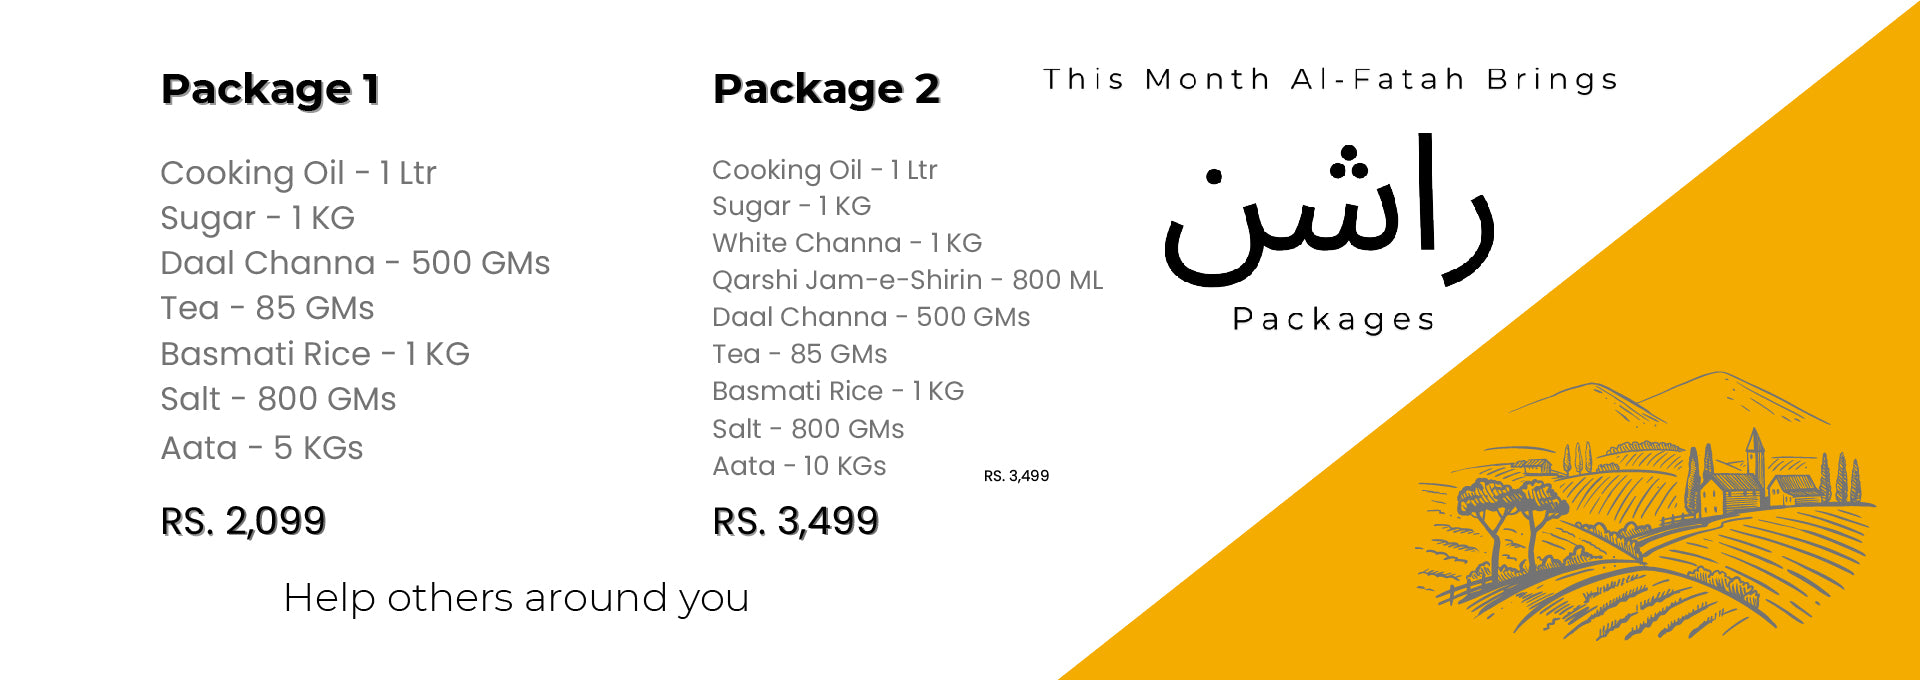 Package 1
Cooking Oil - 1 Ltr
Sugar - 1 KG
Daal Channa - 500 GMs
Tea - 85 GMs
Basmati Rice - 1 KG
Salt - 800 GMs
Aata - 5 KGs
RS. 2,099
Package 2
Cooking Oil - 1 Ltr
Sugar - 1 KG
White Channa - 1 KG
Qarshi Jam-e-Shirin - 800 ML
Daal Channa - 500 GMs
Tea - 85 GMs
Basmati Rice - 1 KG
Salt - 800 GMs
Aata - 10 KGs
RS. 3,499
RS. 3,499
Help others around you
This Month Al-Fatah Brings
راشن
Packages